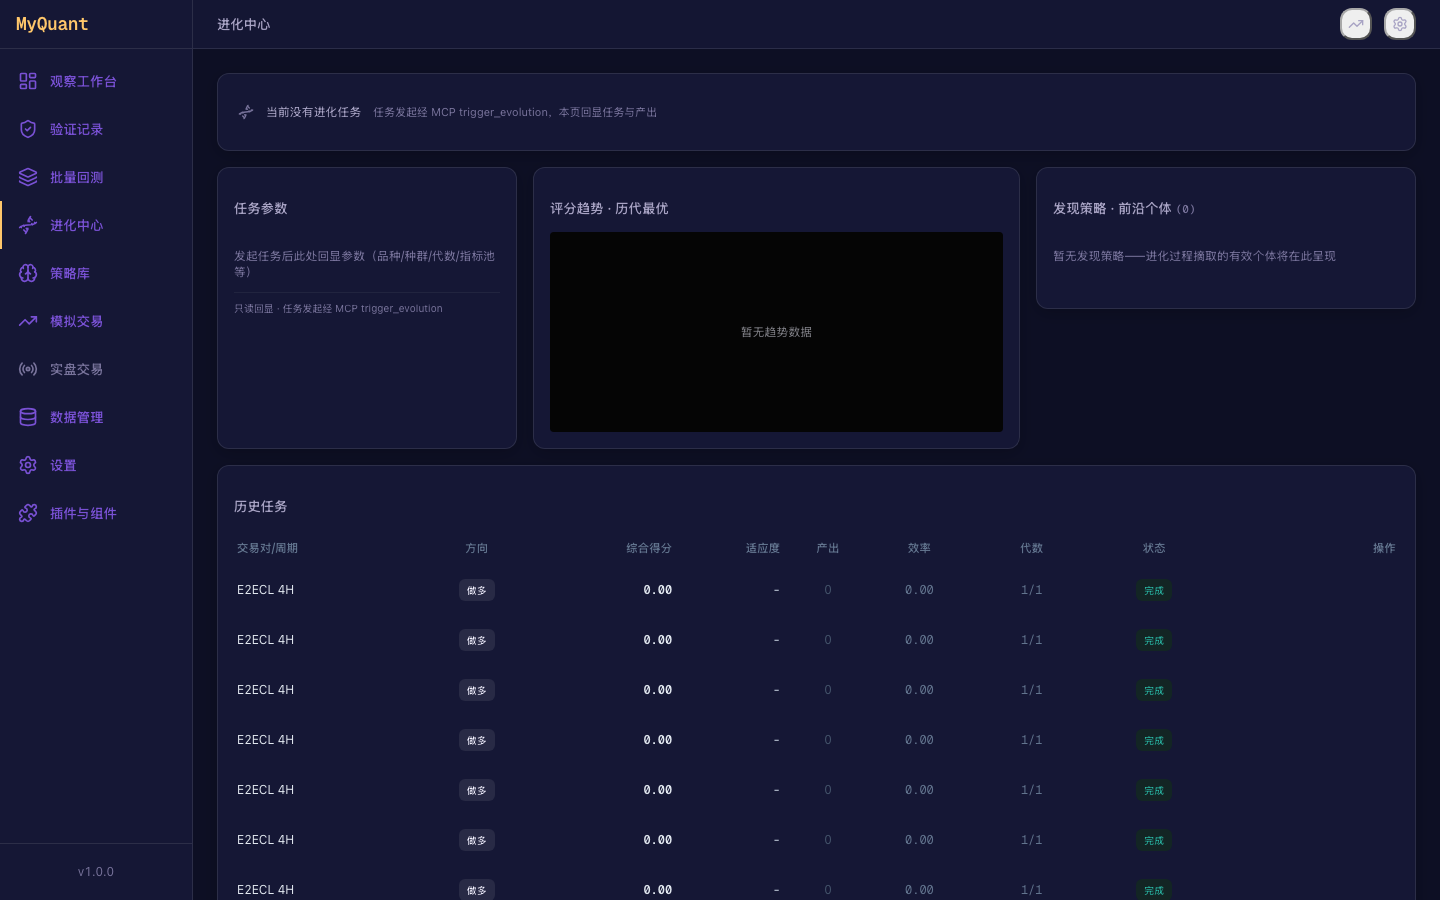 MyQuant
进化中心
观察工作台
验证记录
批量回测
进化中心
策略库
模拟交易
实盘交易
数据管理
设置
插件与组件
v1.0.0
当前没有进化任务 任务发起经 MCP trigger_evolution，本页回显任务与产出
任务参数
发起任务后此处回显参数（品种/种群/代数/指标池
等）
只读回显 · 任务发起经 MCP trigger_evolution
评分趋势 · 历代最优
暂无趋势数据
发现策略 · 前沿个体 (0)
暂无发现策略——进化过程摘取的有效个体将在此呈现
历史任务
交易对/周期 方向 综合得分 适应度 产出 效率 代数 状态 操作
E2ECL 4H 做多 0.00 - 0 0.00 1/1 完成
E2ECL 4H 做多 0.00 - 0 0.00 1/1 完成
E2ECL 4H 做多 0.00 - 0 0.00 1/1 完成
E2ECL 4H 做多 0.00 - 0 0.00 1/1 完成
E2ECL 4H 做多 0.00 - 0 0.00 1/1 完成
E2ECL 4H 做多 0.00 - 0 0.00 1/1 完成
E2ECL 4H 做多 0.00 - 0 0.00 1/1 完成